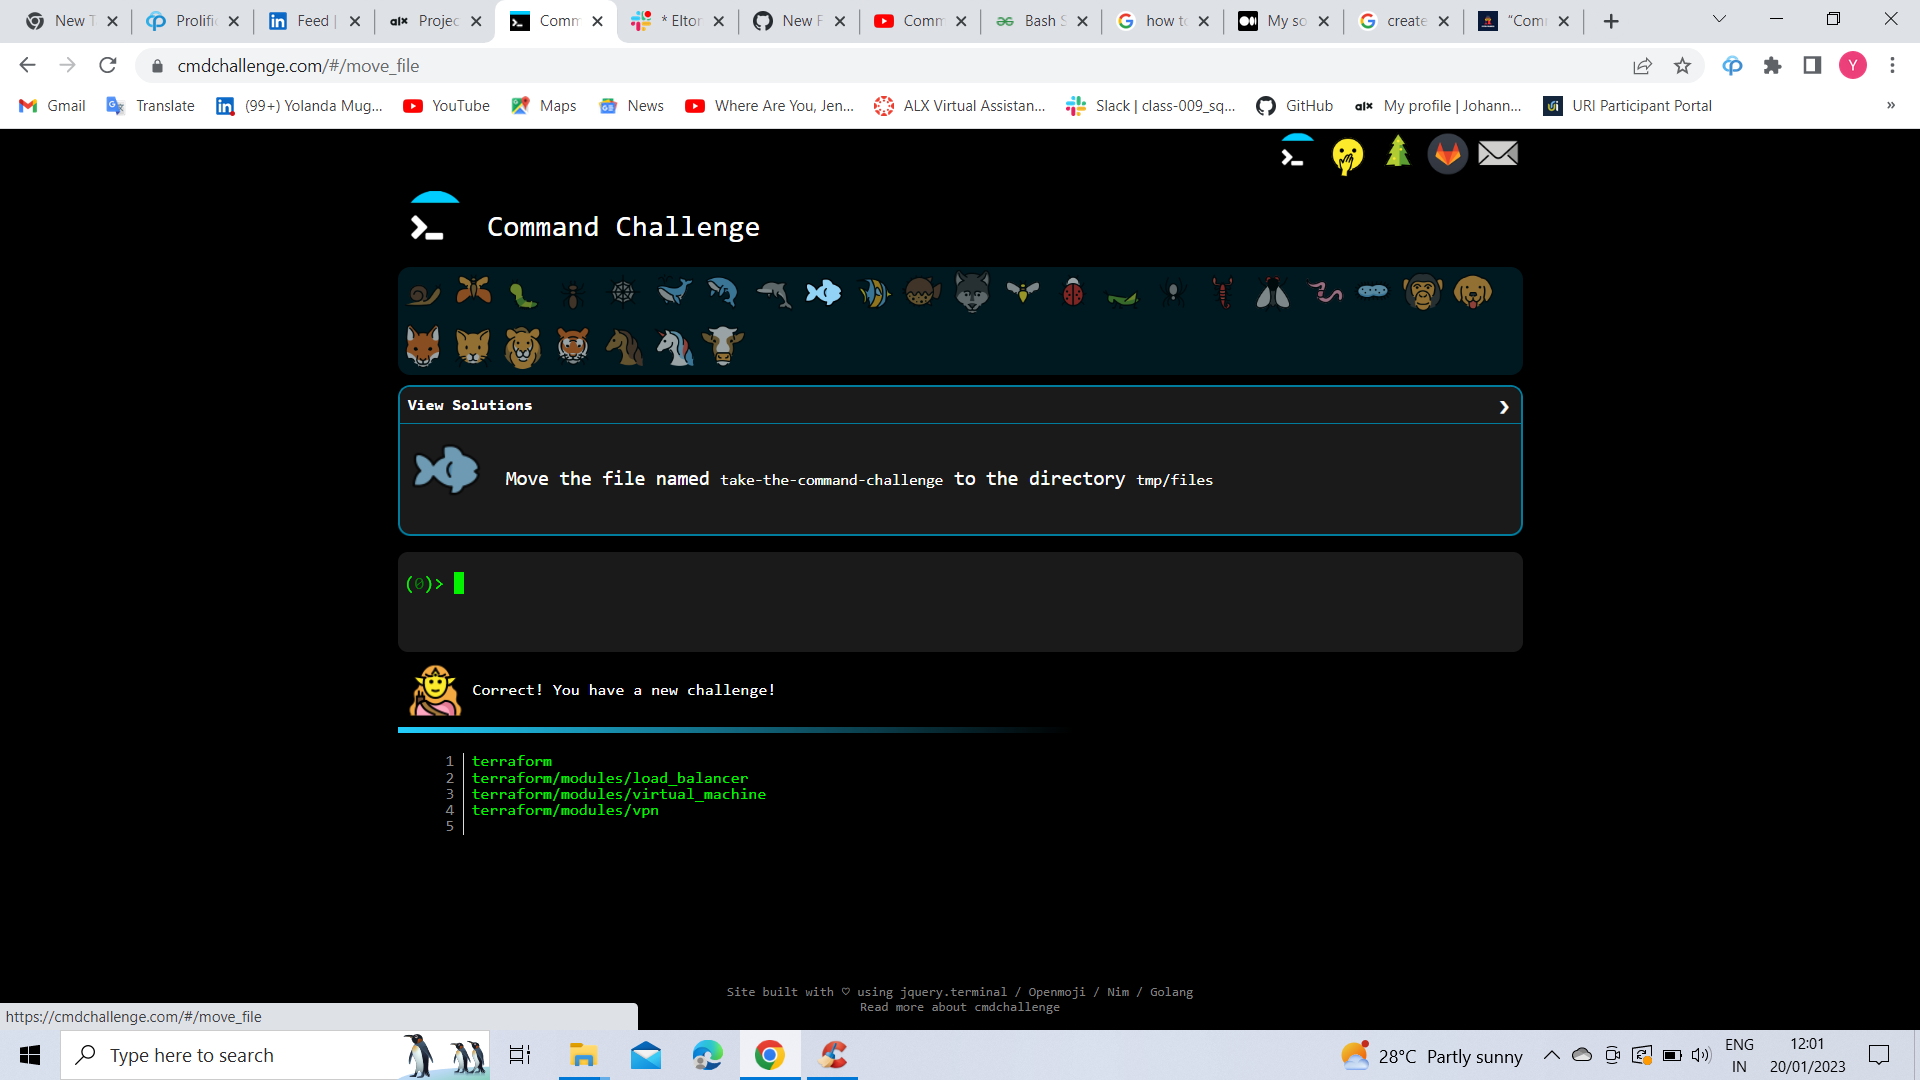 New T
Prolific
Feed |
alx Projec
Comm
* Eltor
New F
Comm
Bash S
how to
My so
create
“Com
cmdchallenge.com/#/move_file
Y
Gmail
Translate
(99+) Yolanda Mug...
YouTube
Maps
News
Where Are You, Jen...
ALX Virtual Assistan...
Slack | class-009_sq...
GitHub
alx My profile | Johann...
URI Participant Portal
»
Command Challenge
View Solutions
Move the file named take-the-command-challenge to the directory tmp/files
(0)>
Correct! You have a new challenge!
1 terraform
2 terraform/modules/load_balancer
3 terraform/modules/virtual_machine
4 terraform/modules/vpn
5
Site built with ♡ using jquery.terminal / Openmoji / Nim / Golang
Read more about cmdchallenge
https://cmdchallenge.com/#/move_file
Type here to search
28°C Partly sunny
ENG
IN
12:01
20/01/2023